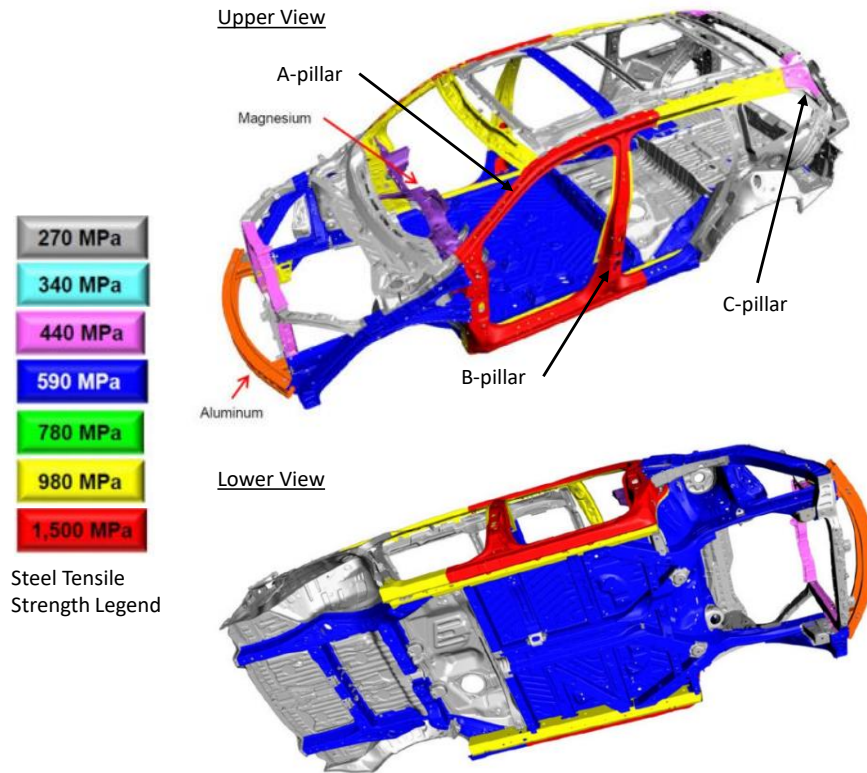 Upper View
A-pillar
Magnesium
270 MPa
340 MPa
440 MPa
590 MPa
780 MPa
980 MPa
1,500 MPa
Steel Tensile
Strength Legend
C-pillar
B-pillar
Aluminum
Lower View